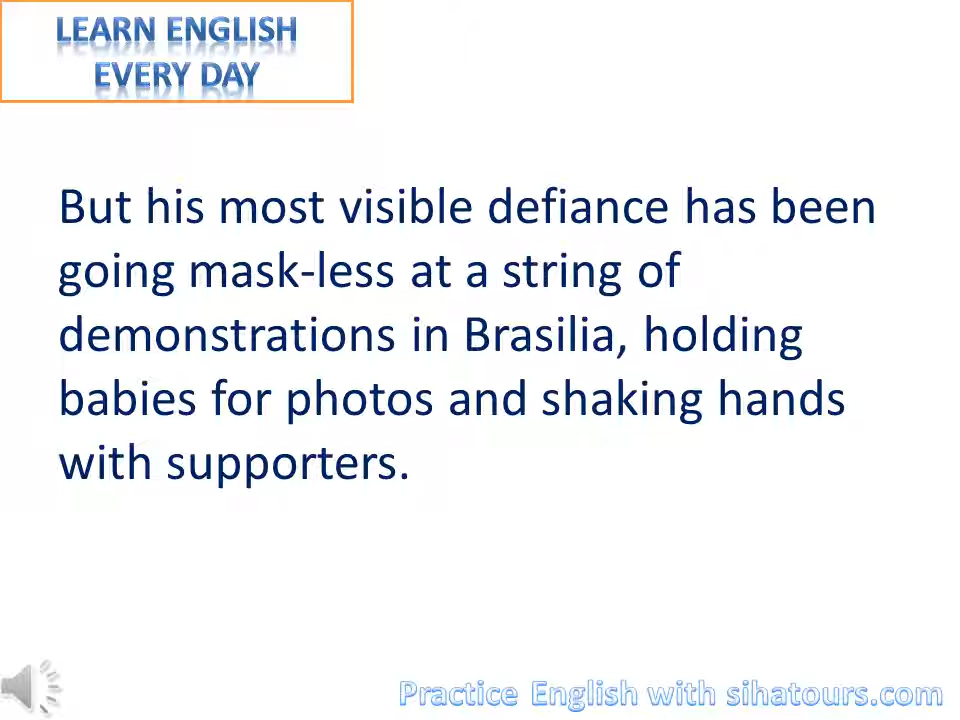 LEARN ENGLISH
EVERY DAY
But his most visible defiance has been
going mask-less at a string of
demonstrations in Brasilia, holding
babies for photos and shaking hands
with supporters.
Practice English with sihatours.com